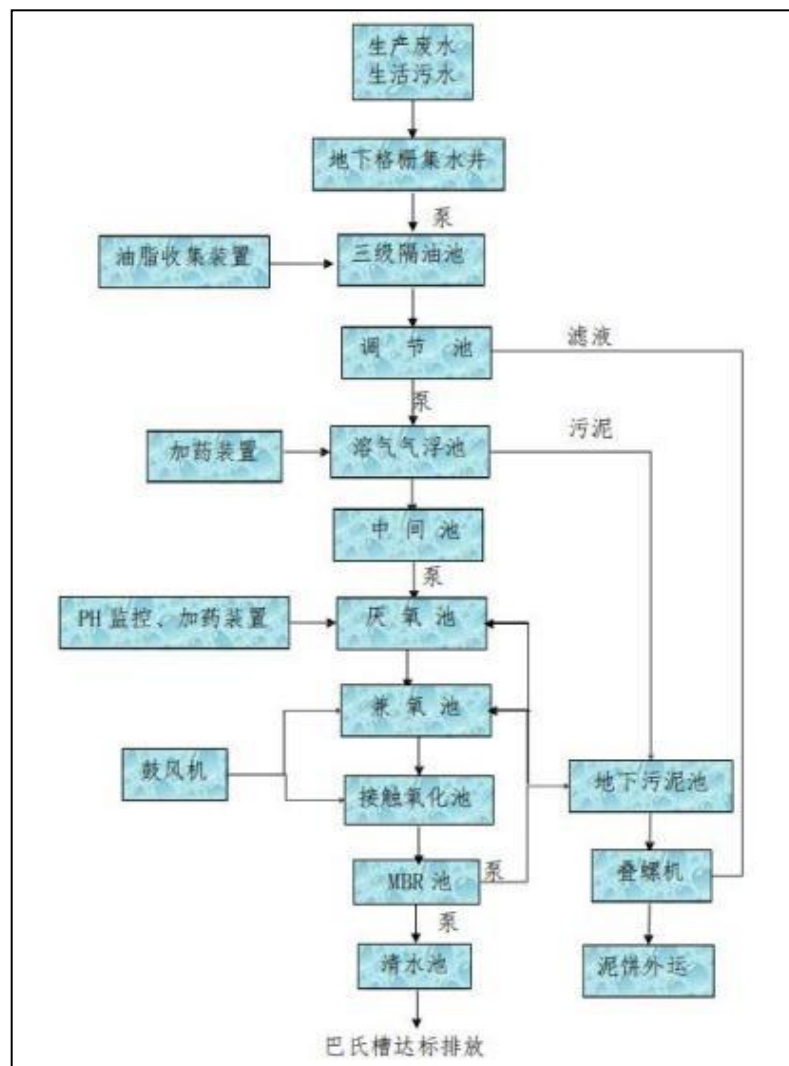 生产废水
生活污水
地下格栅集水井
泵
油脂收集装置
三级隔油池
调 节 池
滤液
泵
加药装置
溶气气浮池
污泥
中 间 池
泵
PH 监控、加药装置
厌 氧 池
兼 氧 池
鼓风机
接触氧化池
地下污泥池
MBR 池
泵
叠螺机
泵
清水池
泥饼外运
巴氏槽达标排放